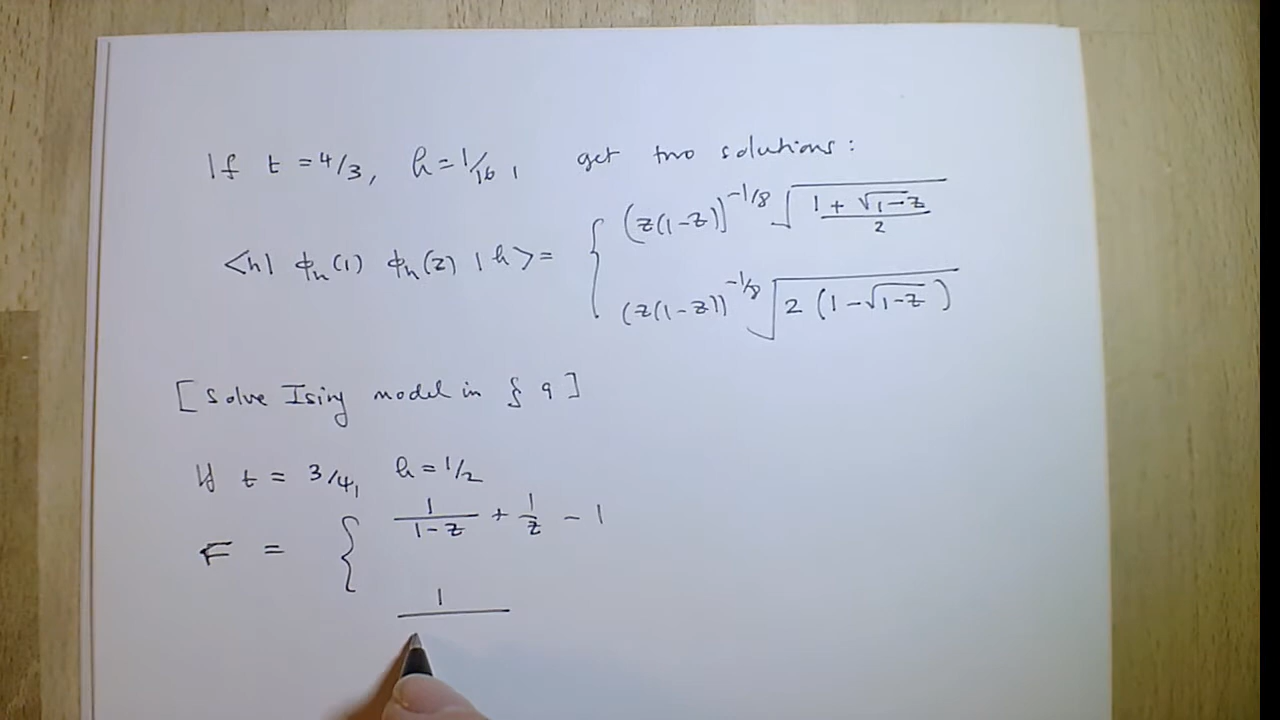 If t = 4/3, h = 1/16, get two solutions:
<h| ϕₕ(1) ϕₕ(z) |h> = { (z(1-z))^{-1/8} √((1 + √(1-z))/2)
(z(1-z))^{-1/8} √(2 (1 - √(1-z)))
[Solve Ising model in § 9]
If t = 3/4, h = 1/2
F = { 1/(1-z) + 1/z - 1
1/